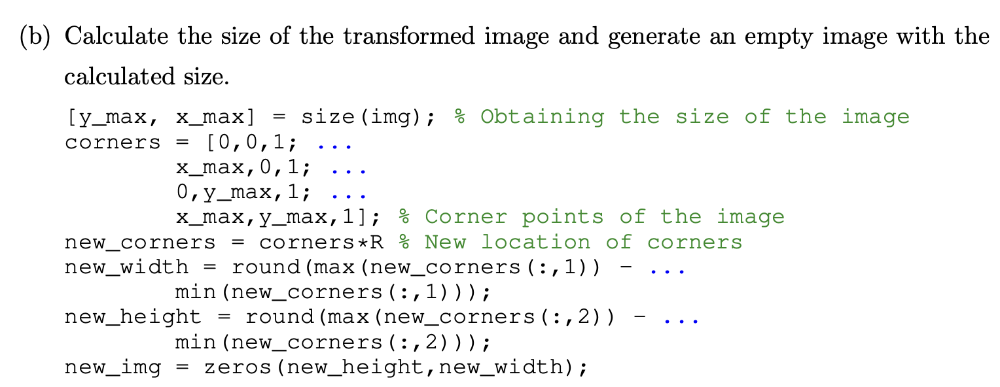 (b) Calculate the size of the transformed image and generate an empty image with the
calculated size.
[y_max, x_max] = size(img); % Obtaining the size of the image
corners = [0,0,1; ...
x_max,0,1; ...
0,y_max,1; ...
x_max,y_max,1]; % Corner points of the image
new_corners = corners*R % New location of corners
new_width = round(max(new_corners(:,1)) - ...
min(new_corners(:,1)));
new_height = round(max(new_corners(:,2)) - ...
min(new_corners(:,2)));
new_img = zeros(new_height,new_width);